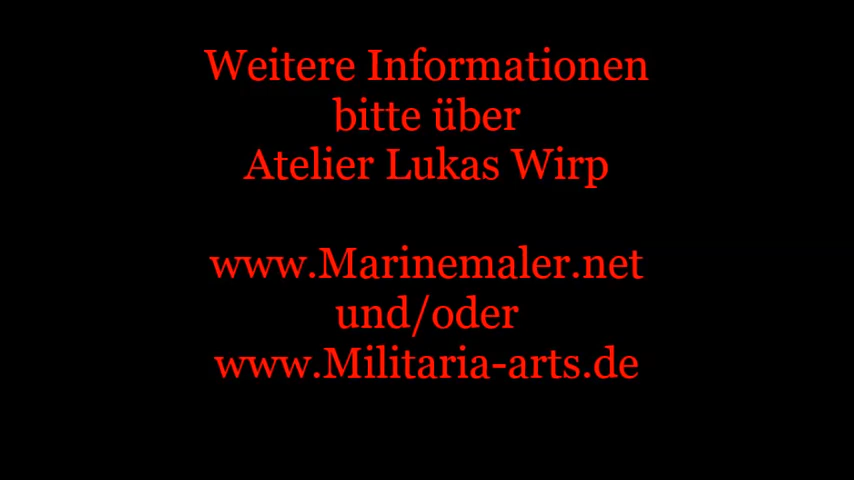 Weitere Informationen
bitte über
Atelier Lukas Wirp
www.Marinemaler.net
und/oder
www.Militaria-arts.de